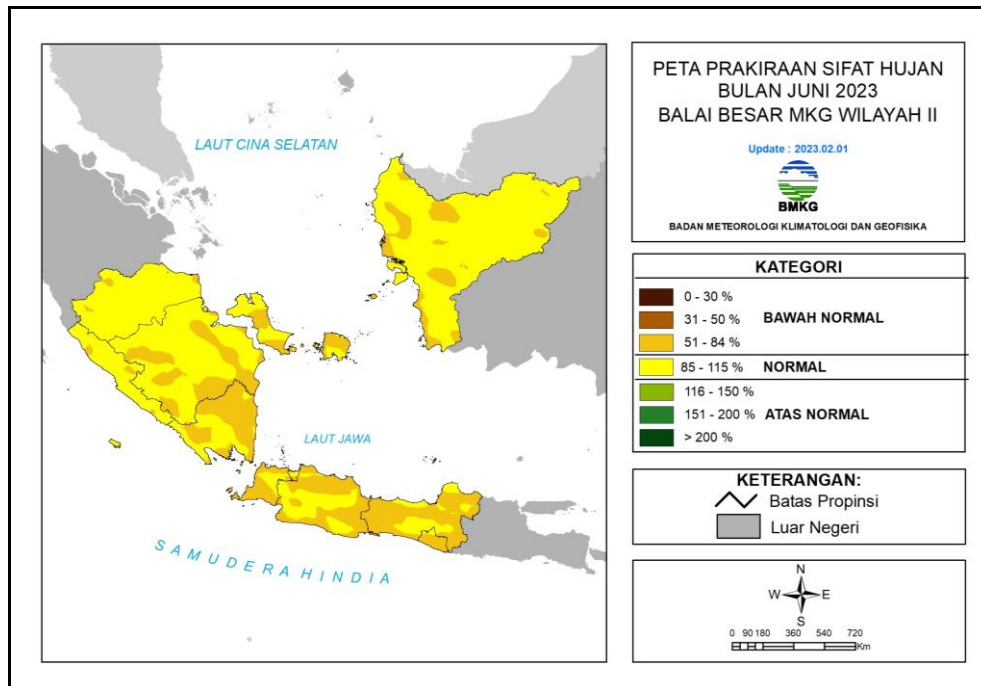 PETA PRAKIRAAN SIFAT HUJAN
BULAN JUNI 2023
BALAI BESAR MKG WILAYAH II
Update : 2023.02.01
BMKG
BADAN METEOROLOGI KLIMATOLOGI DAN GEOFISIKA
LAUT CINA SELATAN
LAUT JAWA
SAMUDERA HINDIA
KATEGORI
0 - 30 %
31 - 50 % BAWAH NORMAL
51 - 84 %
85 - 115 % NORMAL
116 - 150 %
151 - 200 % ATAS NORMAL
> 200 %
KETERANGAN:
Batas Propinsi
Luar Negeri
N
W E
S
0 90 180 360 540 720
Km